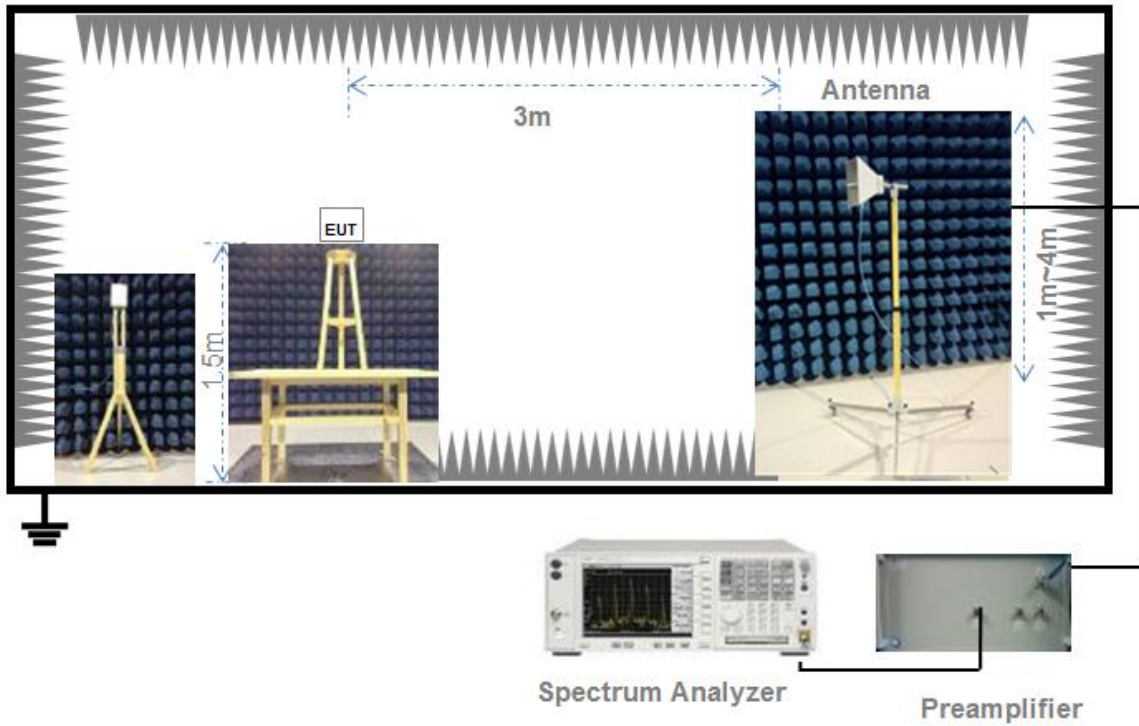 Antenna
3m
EUT
1.5m
1m~4m
Spectrum Analyzer
Preamplifier